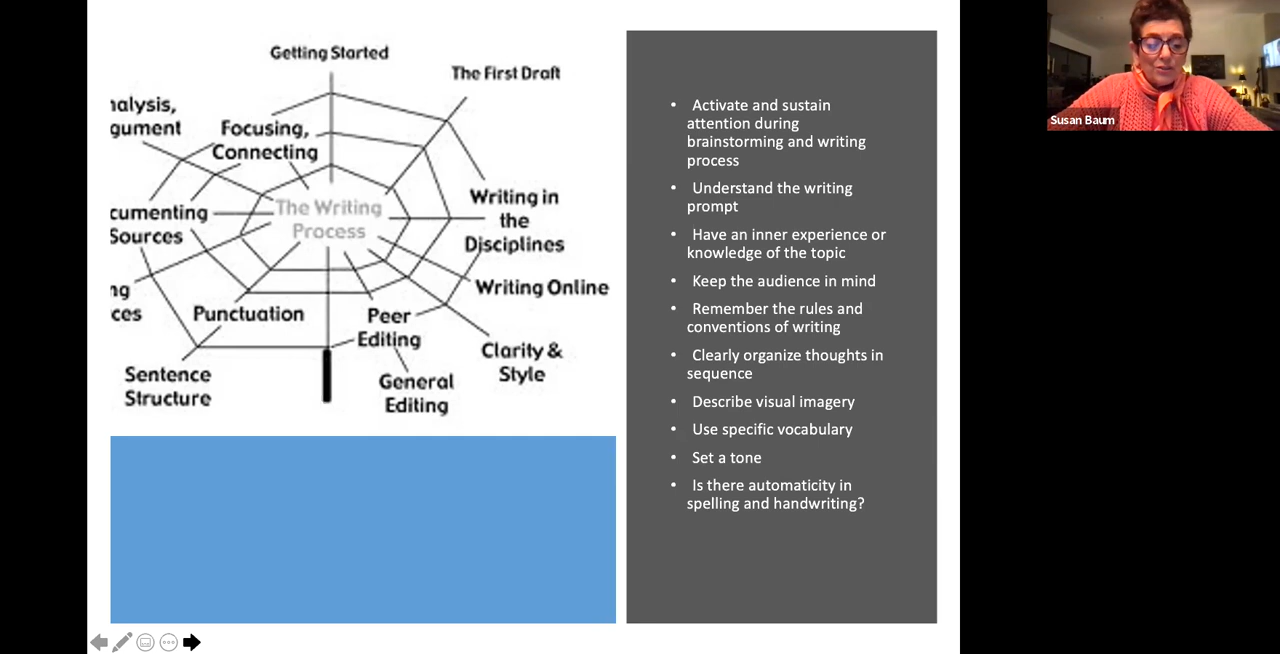 Getting Started
The First Draft
nalysis,
gument
Focusing,
Connecting
The Writing
Process
cumenting
Sources
Writing in
the
Disciplines
Writing Online
ng
ces
Punctuation
Peer
Editing
Clarity &
Style
Sentence
Structure
General
Editing
• Activate and sustain
attention during
brainstorming and writing
process
• Understand the writing
prompt
• Have an inner experience or
knowledge of the topic
• Keep the audience in mind
• Remember the rules and
conventions of writing
• Clearly organize thoughts in
sequence
• Describe visual imagery
• Use specific vocabulary
• Set a tone
• Is there automaticity in
spelling and handwriting?
Susan Baum